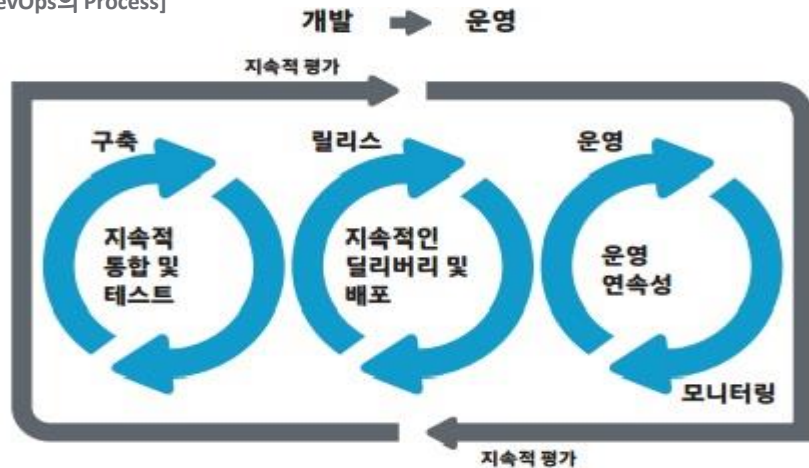 evOps의 Process]
개발 운영
지속적 평가
구축 릴리스 운영
지속적
통합 및
테스트
지속적인
딜리버리 및
배포
운영
연속성
모니터링
지속적 평가